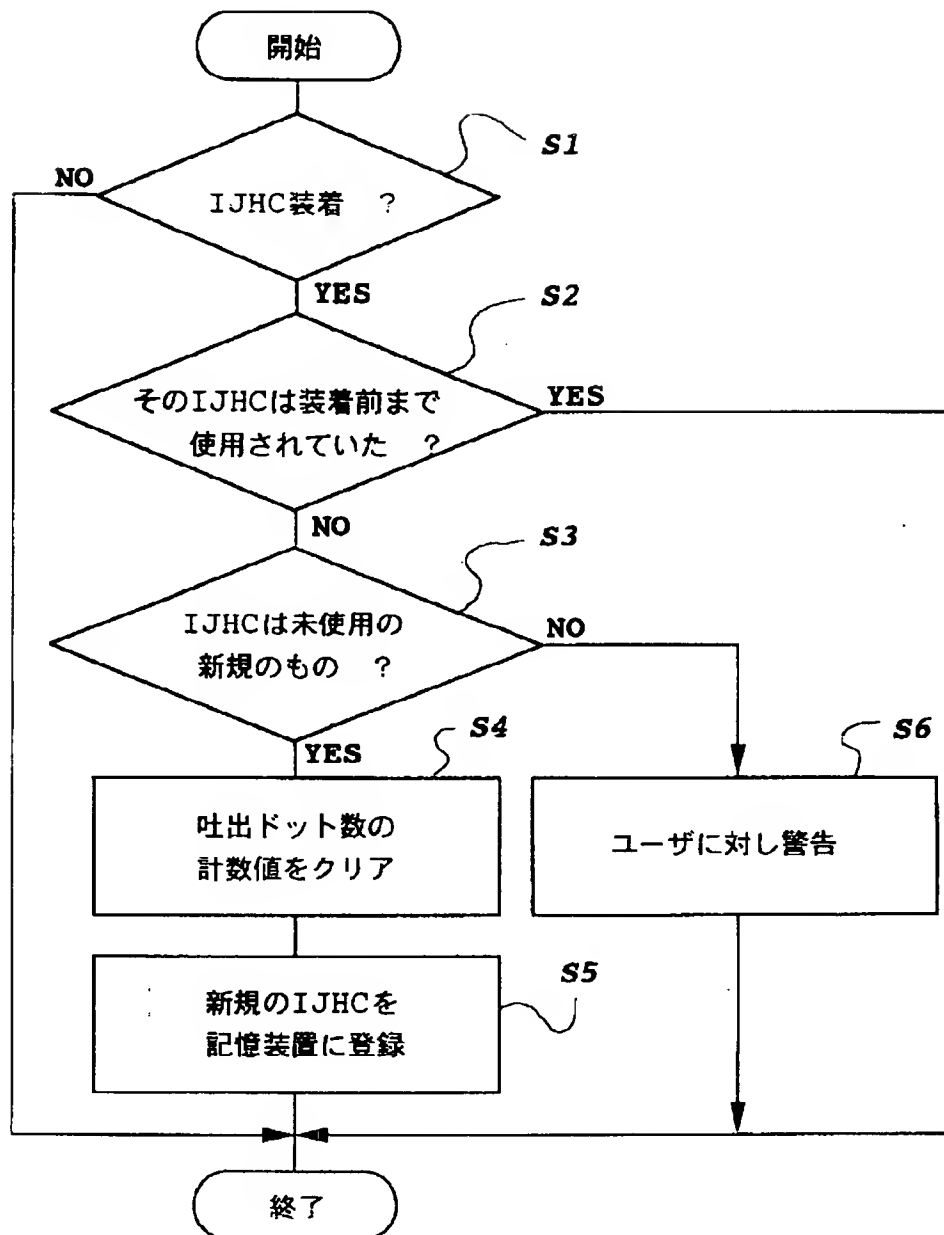 開始
S1
NO
IJHC装着 ?
YES
S2
そのIJHCは装着前まで
使用されていた ?
YES
NO
S3
IJHCは未使用の
新規のもの ?
NO
YES
S4
吐出ドット数の
計数値をクリア
S6
ユーザに対し警告
S5
新規のIJHCを
記憶装置に登録
終了